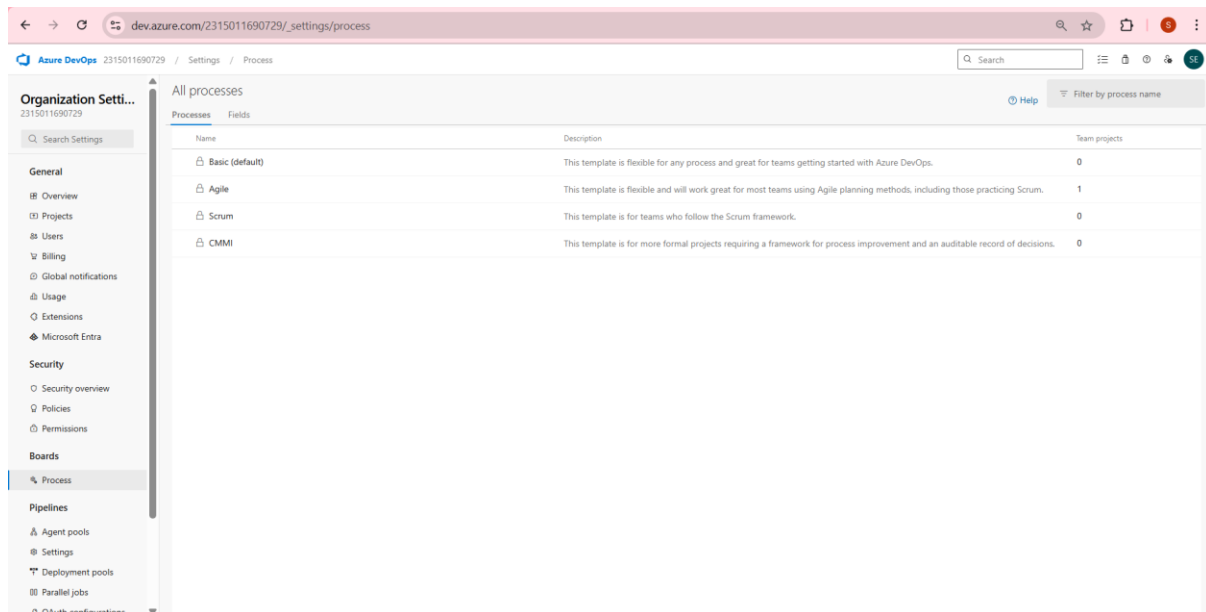 dev.azure.com/2315011690729/_settings/process
S
Azure DevOps 2315011690729 / Settings / Process
Search
SE
Organization Setti...
2315011690729
Search Settings
General
Overview
Projects
Users
Billing
Global notifications
Usage
Extensions
Microsoft Entra
Security
Security overview
Policies
Permissions
Boards
Process
Pipelines
Agent pools
Settings
Deployment pools
Parallel jobs
OAuth configurations
All processes
Help
Filter by process name
Processes Fields
Name Description Team projects
Basic (default) This template is flexible for any process and great for teams getting started with Azure DevOps. 0
Agile This template is flexible and will work great for most teams using Agile planning methods, including those practicing Scrum. 1
Scrum This template is for teams who follow the Scrum framework. 0
CMMI This template is for more formal projects requiring a framework for process improvement and an auditable record of decisions. 0